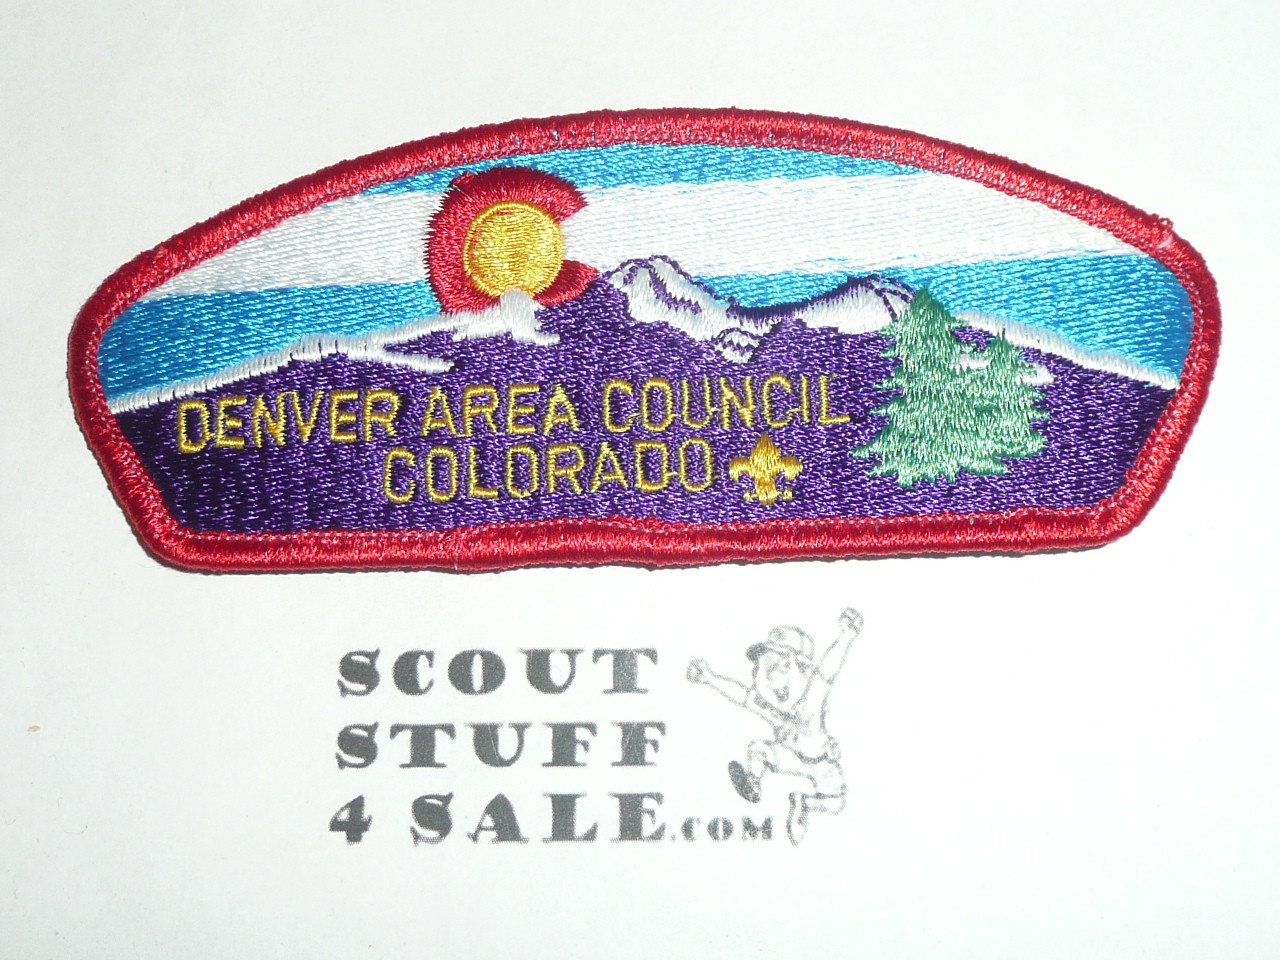 DENVER AREA COUNCIL
COLORADO
SCOUT
STUFF
4 SALE.COM